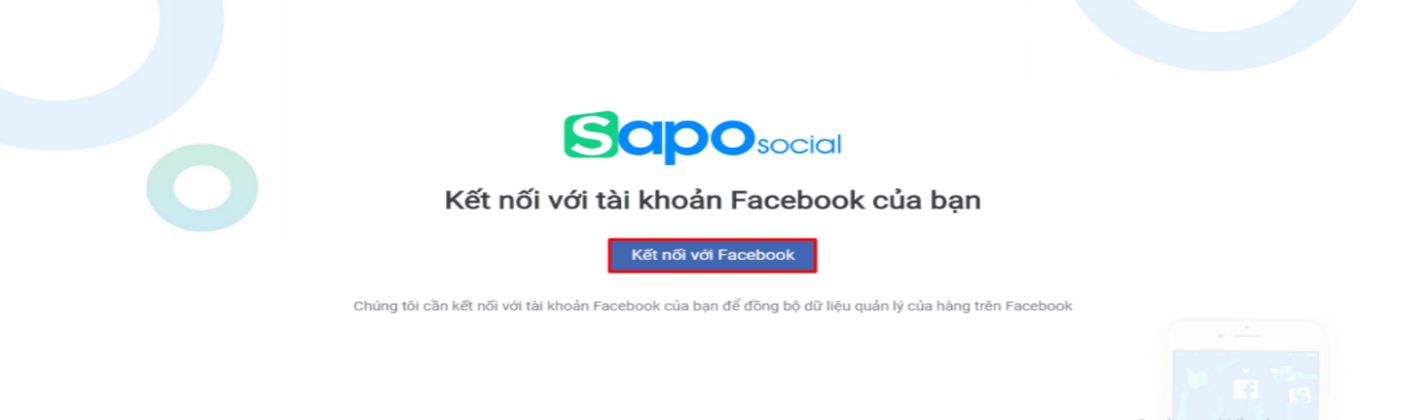 Sapo social
Kết nối với tài khoản Facebook của bạn
Kết nối với Facebook
Chúng tôi cần kết nối với tài khoản Facebook của bạn để đồng bộ dữ liệu quản lý của hàng trên Facebook